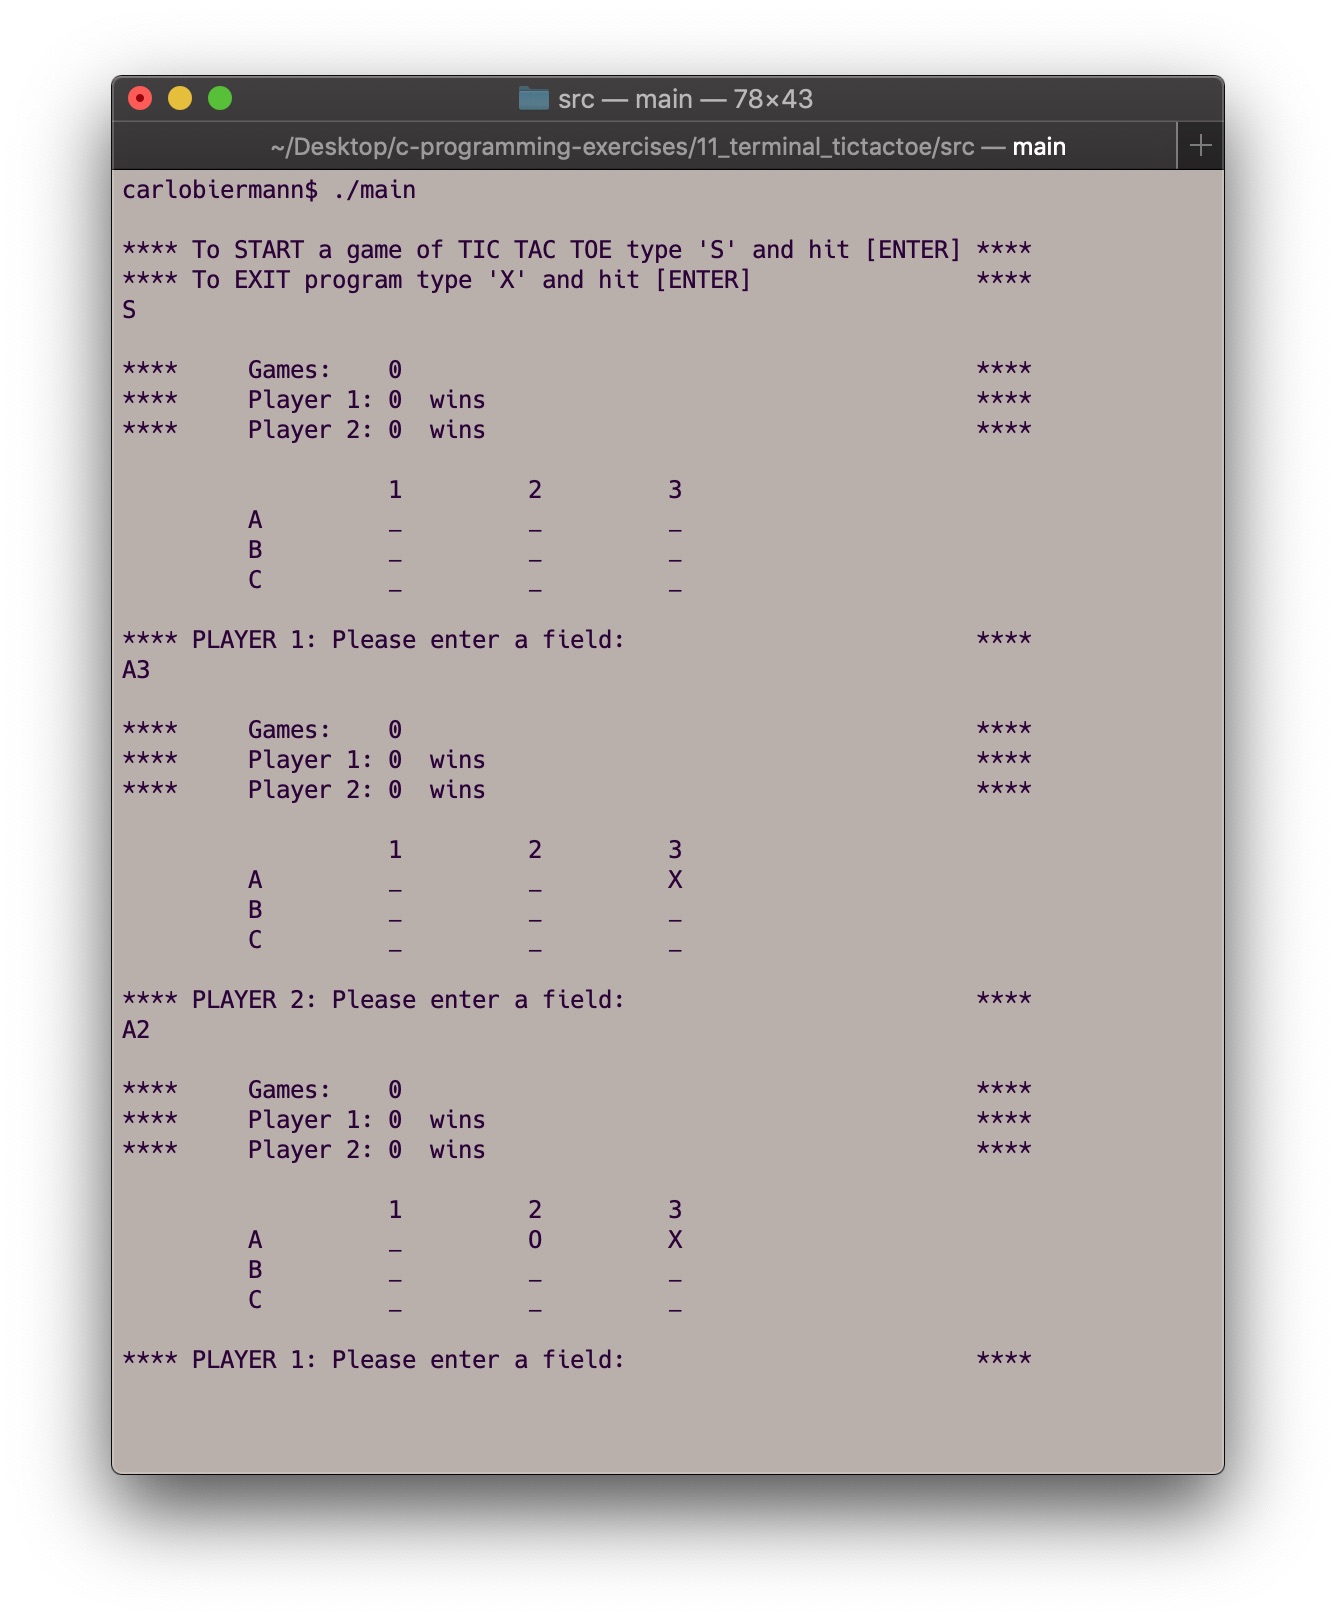 src — main — 78×43
~/Desktop/c-programming-exercises/11_terminal_tictactoe/src — main
carlobiermann$ ./main
**** To START a game of TIC TAC TOE type 'S' and hit [ENTER] ****
**** To EXIT program type 'X' and hit [ENTER]                ****
S
****     Games:    0                                         ****
****     Player 1: 0  wins                                   ****
****     Player 2: 0  wins                                   ****
                   1         2         3
         A         _         _         _
         B         _         _         _
         C         _         _         _
**** PLAYER 1: Please enter a field:                         ****
A3
****     Games:    0                                         ****
****     Player 1: 0  wins                                   ****
****     Player 2: 0  wins                                   ****
                   1         2         3
         A         _         _         X
         B         _         _         _
         C         _         _         _
**** PLAYER 2: Please enter a field:                         ****
A2
****     Games:    0                                         ****
****     Player 1: 0  wins                                   ****
****     Player 2: 0  wins                                   ****
                   1         2         3
         A         _         O         X
         B         _         _         _
         C         _         _         _
**** PLAYER 1: Please enter a field:                         ****